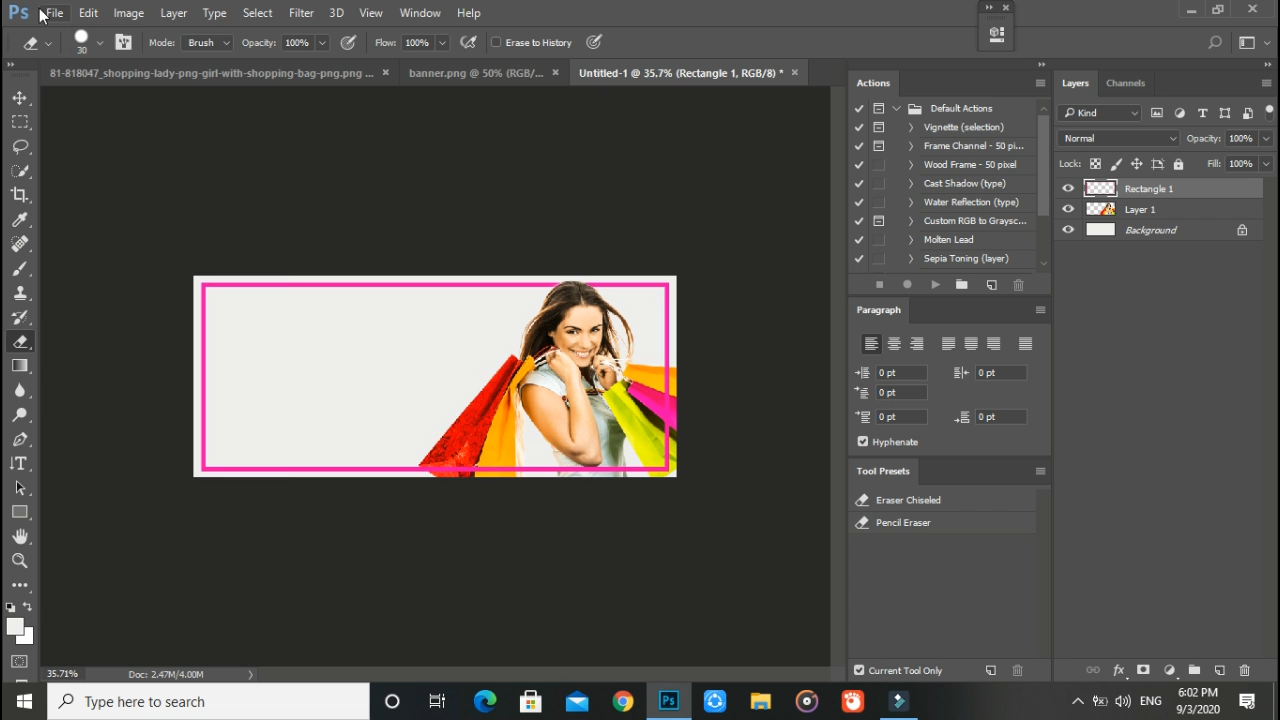 Ps File Edit Image Layer Type Select Filter 3D View Window Help
30 Mode: Brush Opacity: 100% Flow: 100% Erase to History
81-818047_shopping-lady-png-girl-with-shopping-bag-png.png ... banner.png @ 50% (RGB/... Untitled-1 @ 35.7% (Rectangle 1, RGB/8) *
Actions
Default Actions
Vignette (selection)
Frame Channel - 50 pi...
Wood Frame - 50 pixel
Cast Shadow (type)
Water Reflection (type)
Custom RGB to Graysc...
Molten Lead
Sepia Toning (layer)
Paragraph
0 pt 0 pt
0 pt
0 pt 0 pt
Hyphenate
Tool Presets
Eraser Chiseled
Pencil Eraser
Current Tool Only
Layers Channels
Kind
Normal Opacity: 100%
Lock: Fill: 100%
Rectangle 1
Layer 1
Background
35.71% Doc: 2.47M/4.00M
Type here to search
Ps
ENG
6:02 PM
9/3/2020